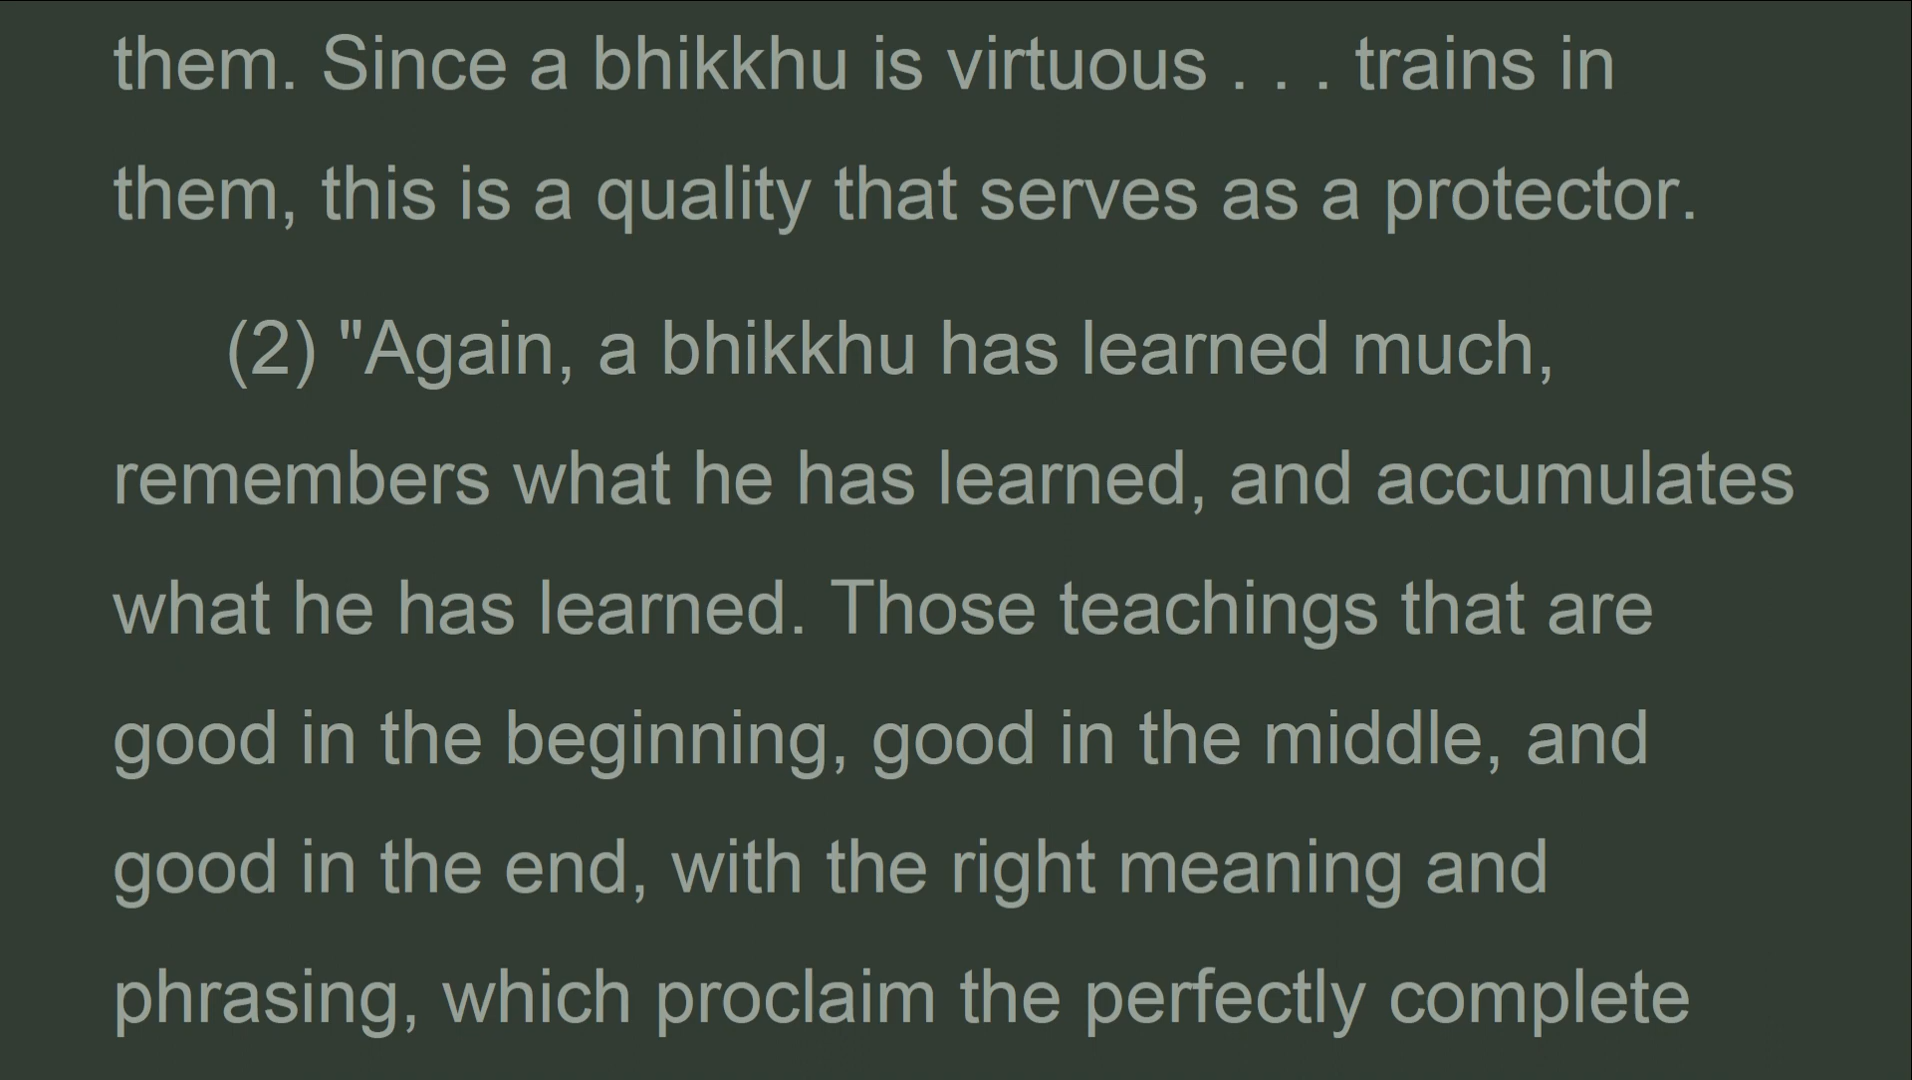 them. Since a bhikkhu is virtuous . . . trains in
them, this is a quality that serves as a protector.
(2) "Again, a bhikkhu has learned much,
remembers what he has learned, and accumulates
what he has learned. Those teachings that are
good in the beginning, good in the middle, and
good in the end, with the right meaning and
phrasing, which proclaim the perfectly complete